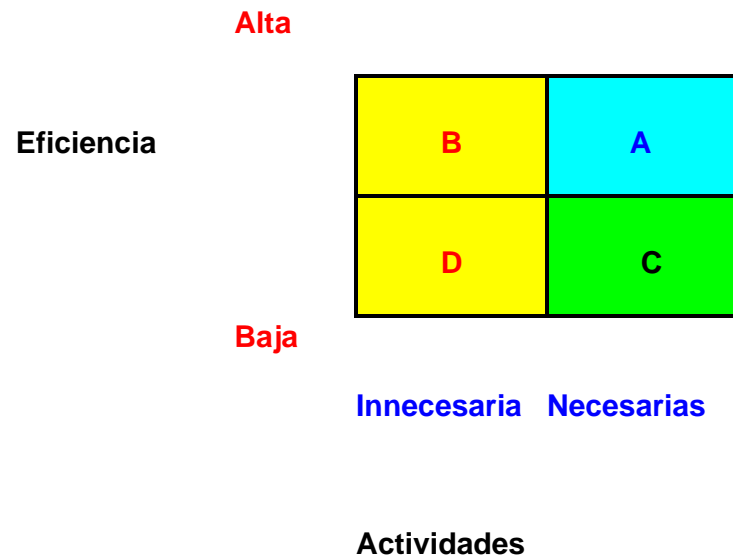 Alta
Eficiencia B A
D C
Baja
Innecesaria Necesarias
Actividades